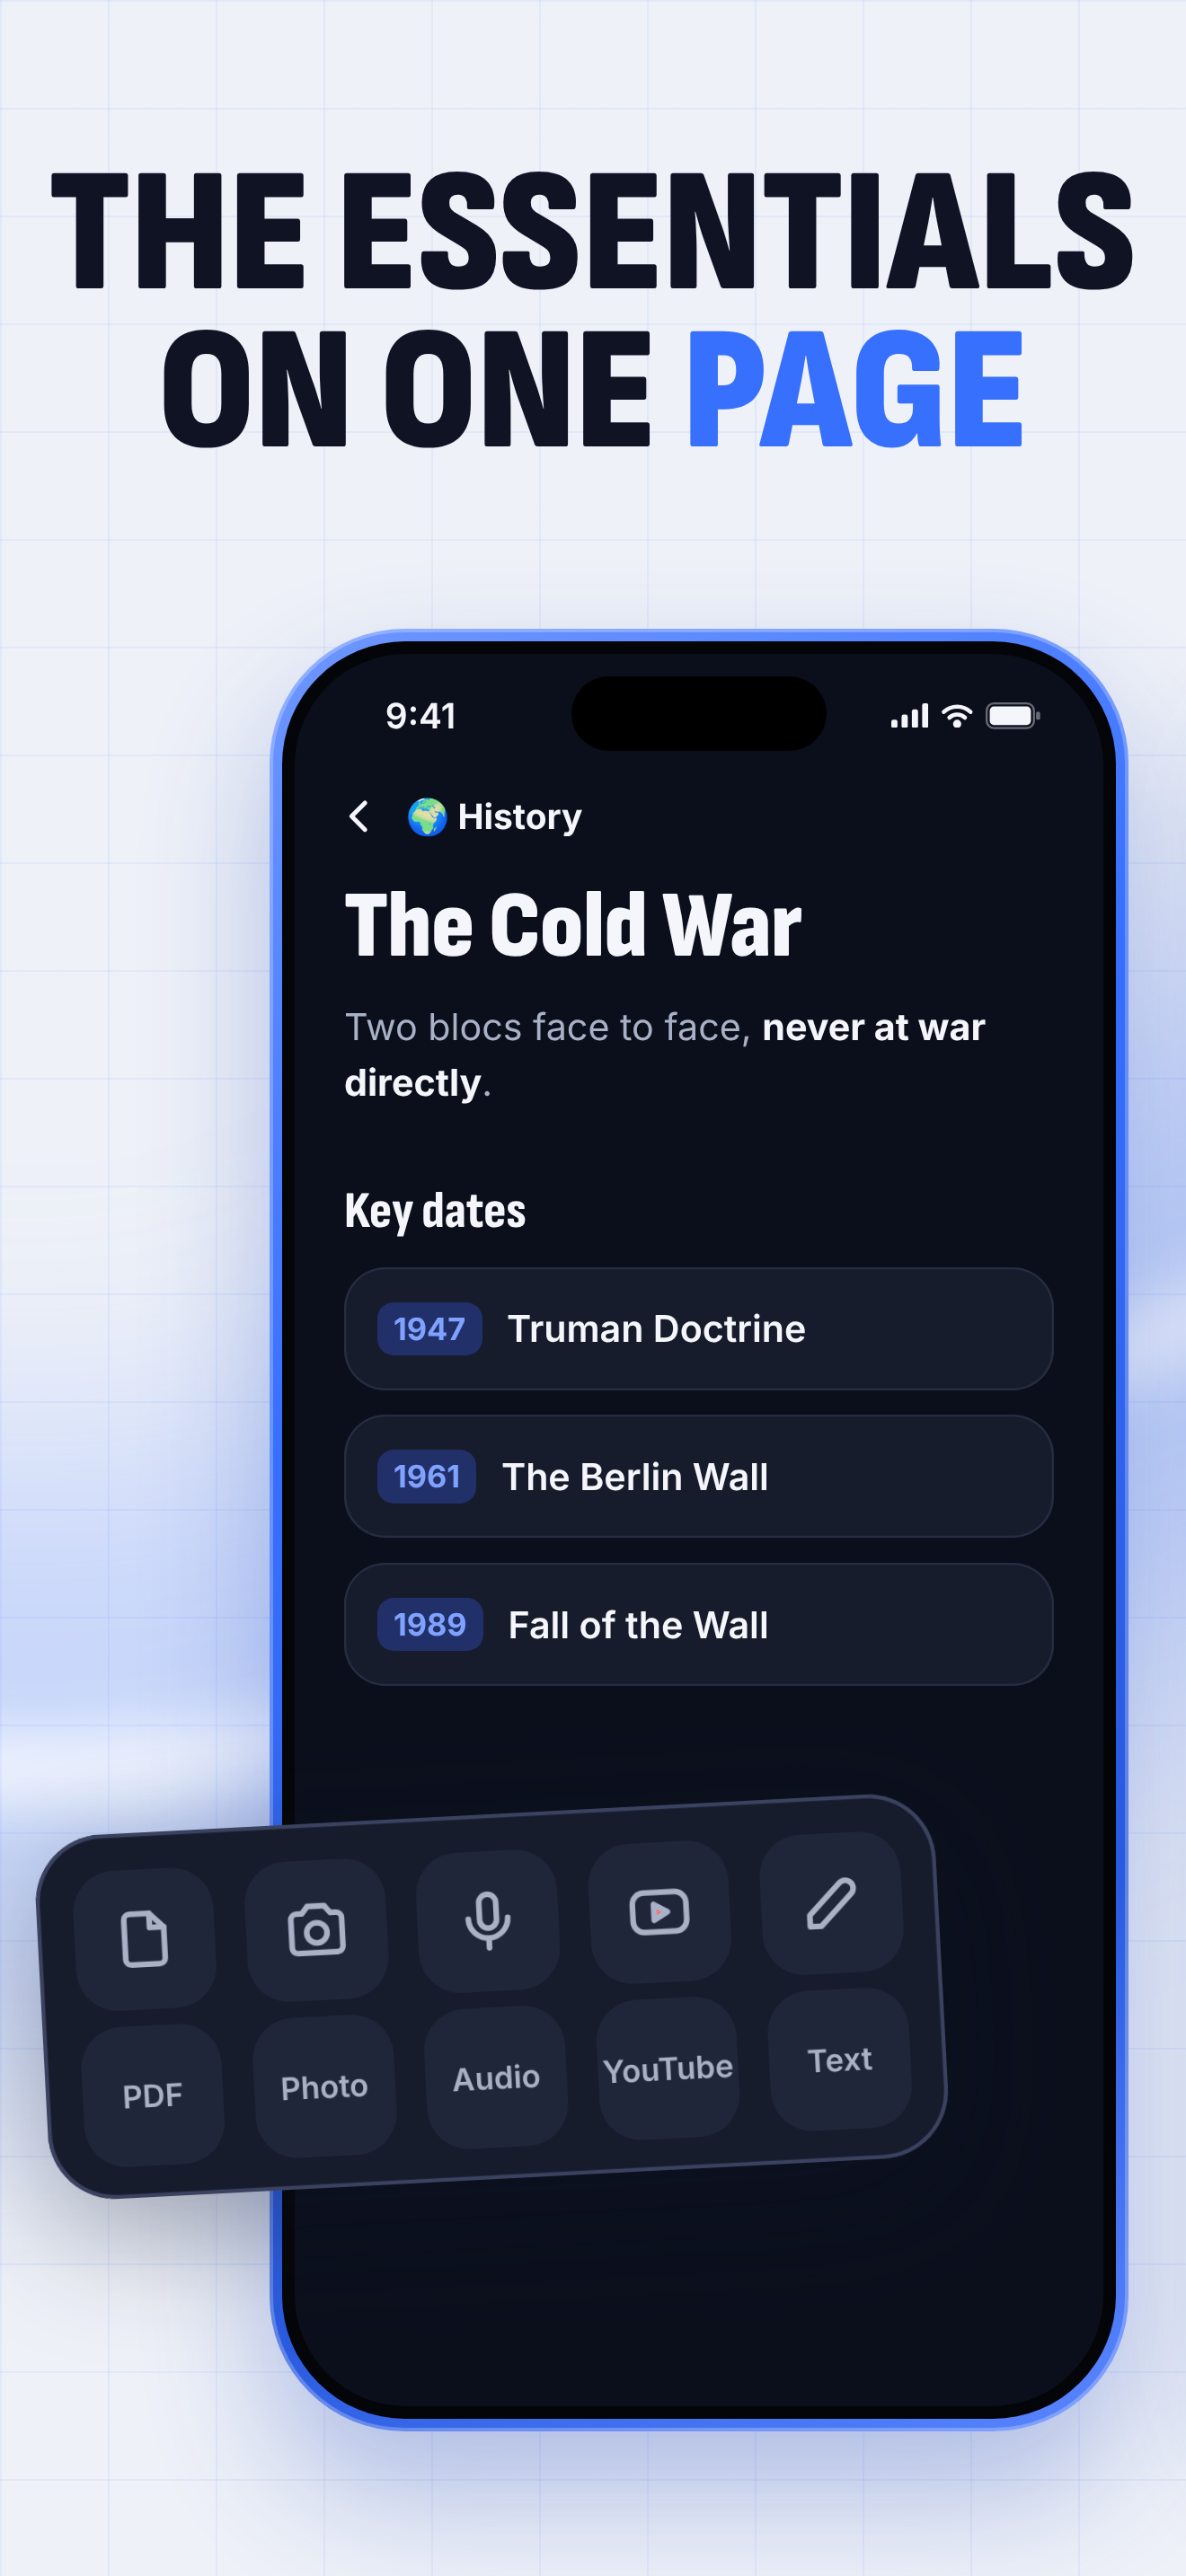 THE ESSENTIALS
ON ONE PAGE
9:41
History
The Cold War
Two blocs face to face, never at war
directly.
Key dates
1947 Truman Doctrine
1961 The Berlin Wall
1989 Fall of the Wall
PDF Photo Audio YouTube Text